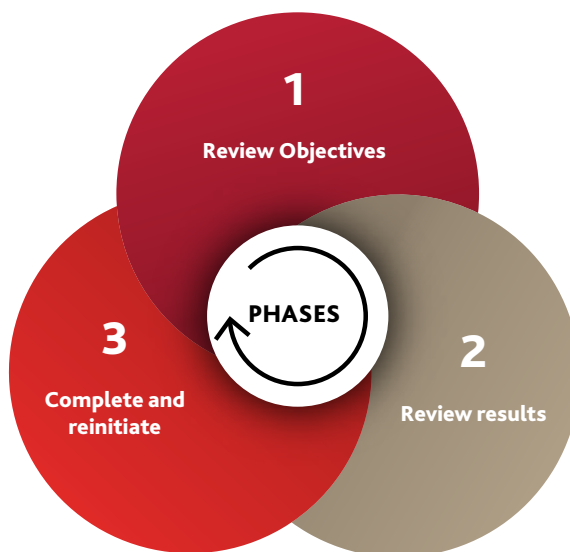 1
Review Objectives
PHASES
2
Review results
3
Complete and
reinitiate